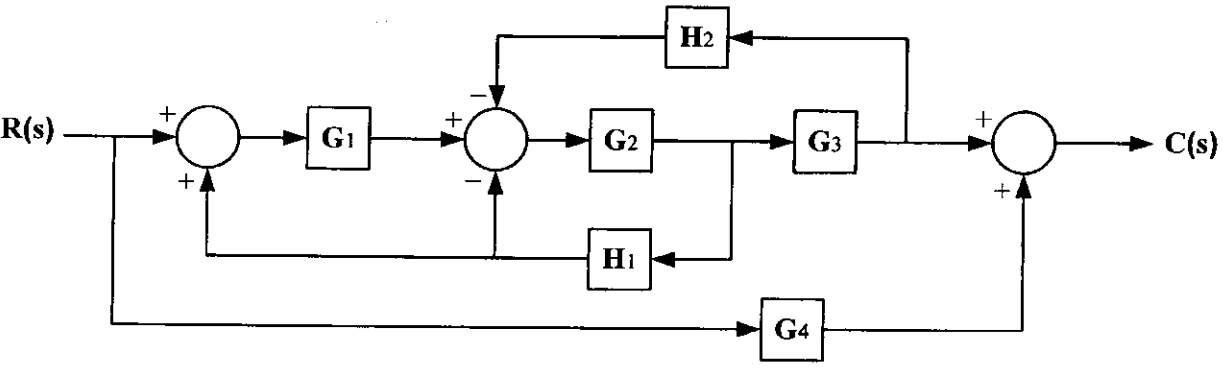 H2
R(s)
+
G1
+
−
G2
G3
+
C(s)
+
−
+
H1
G4